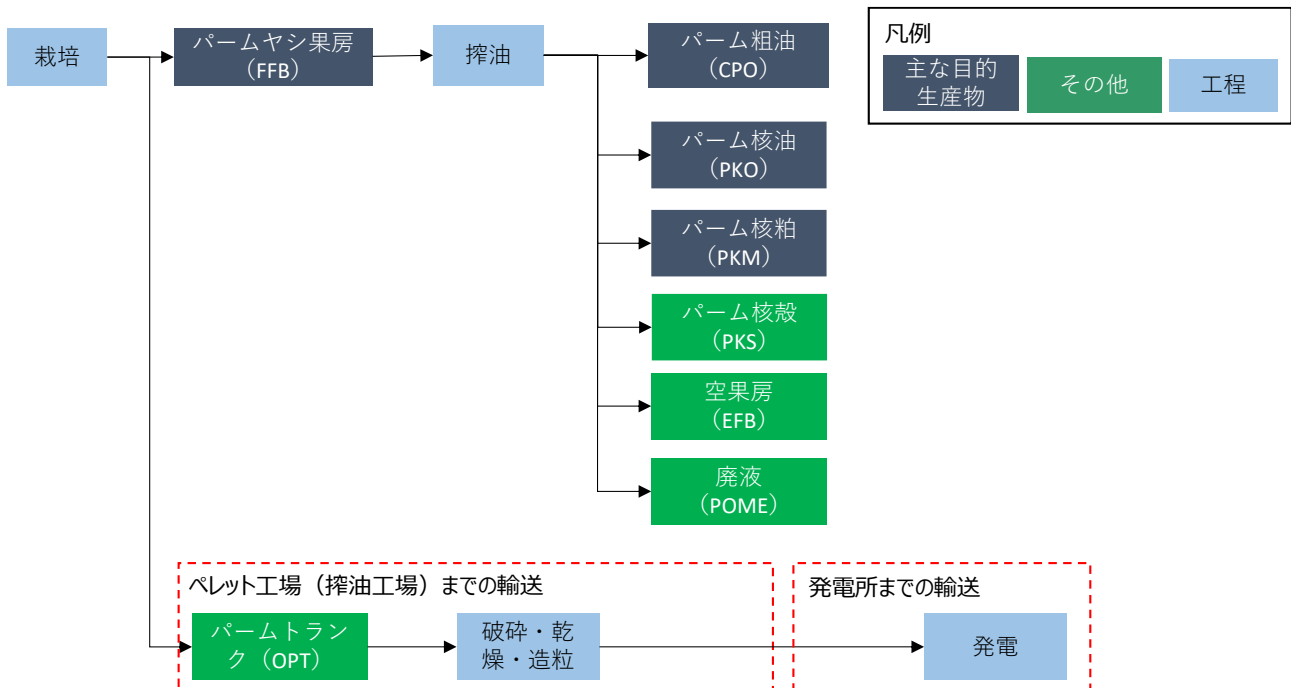 栽培
パームヤシ果房
（FFB）
搾油
パーム粗油
（CPO）
パーム核油
（PKO）
パーム核粕
（PKM）
パーム核殻
（PKS）
空果房
（EFB）
廃液
（POME）
凡例
主な目的
生産物
その他
工程
ペレット工場（搾油工場）までの輸送
パームトラン
ク（OPT）
破砕・乾
燥・造粒
発電所までの輸送
発電